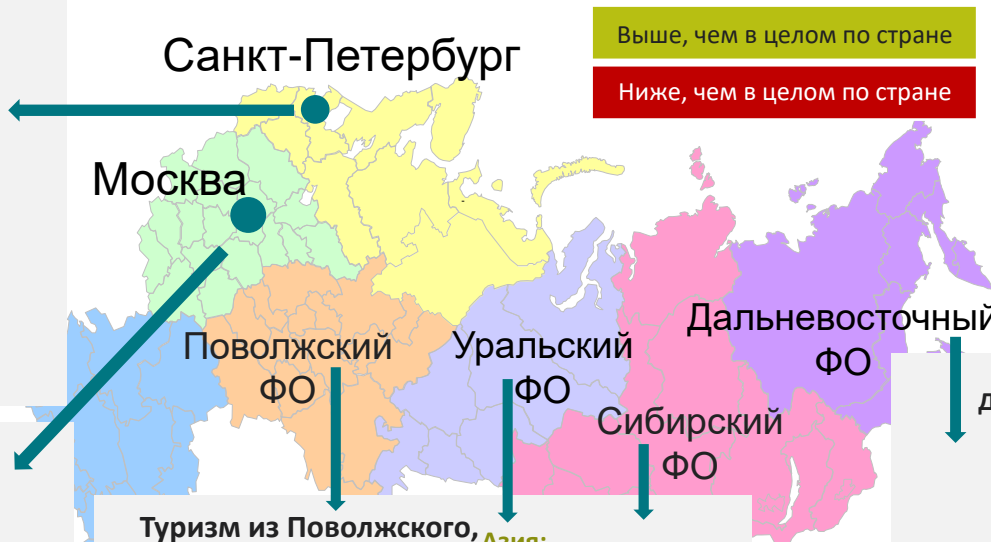 Выше, чем в целом по стране
Санкт-Петербург
Ниже, чем в целом по стране
Москва
Дальневосточный
ФО
Поволжский
ФО
Уральский
ФО
Сибирский
ФО
Туризм из Поволжского,
Азия: